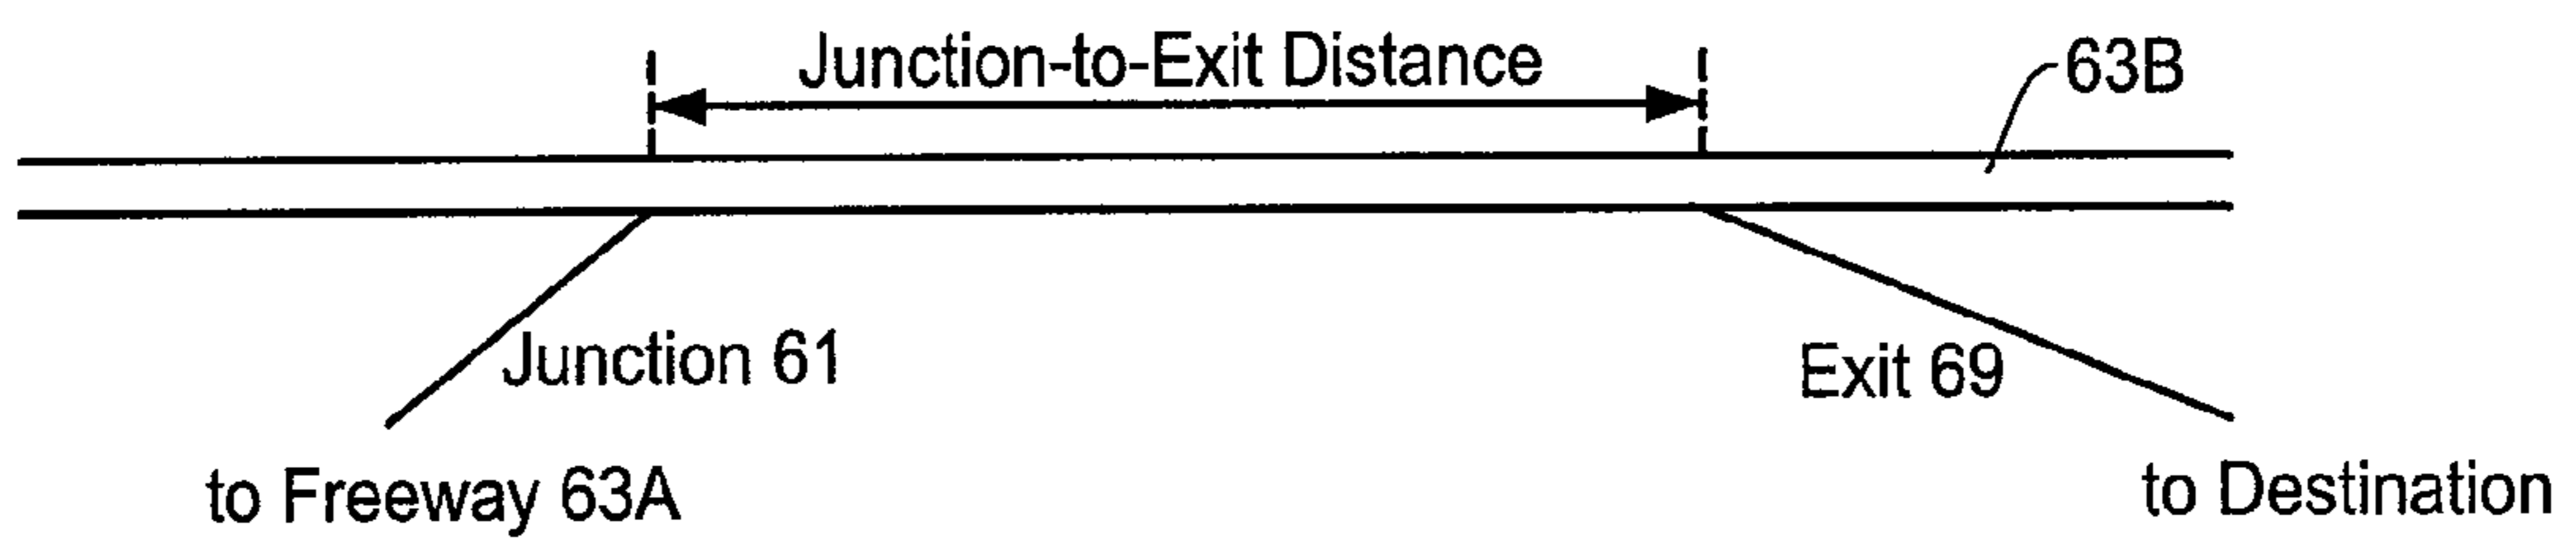 Junction-to-Exit Distance
63B
Junction 61
Exit 69
to Freeway 63A
to Destination